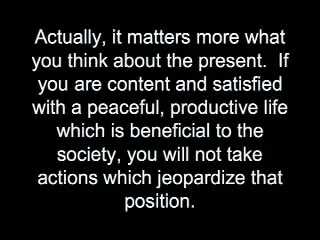 Actually, it matters more what
you think about the present.  If
you are content and satisfied
with a peaceful, productive life
which is beneficial to the
society, you will not take
actions which jeopardize that
position.